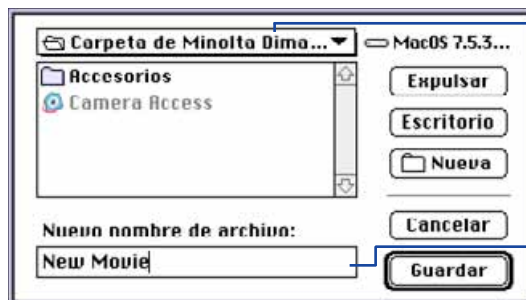 Carpeta de Minolta Dima...
MacOS 7.5.3...
Accesorios
Camera Access
Expulsar
Escritorio
Nueva
Nuevo nombre de archivo:
New Movie
Cancelar
Guardar